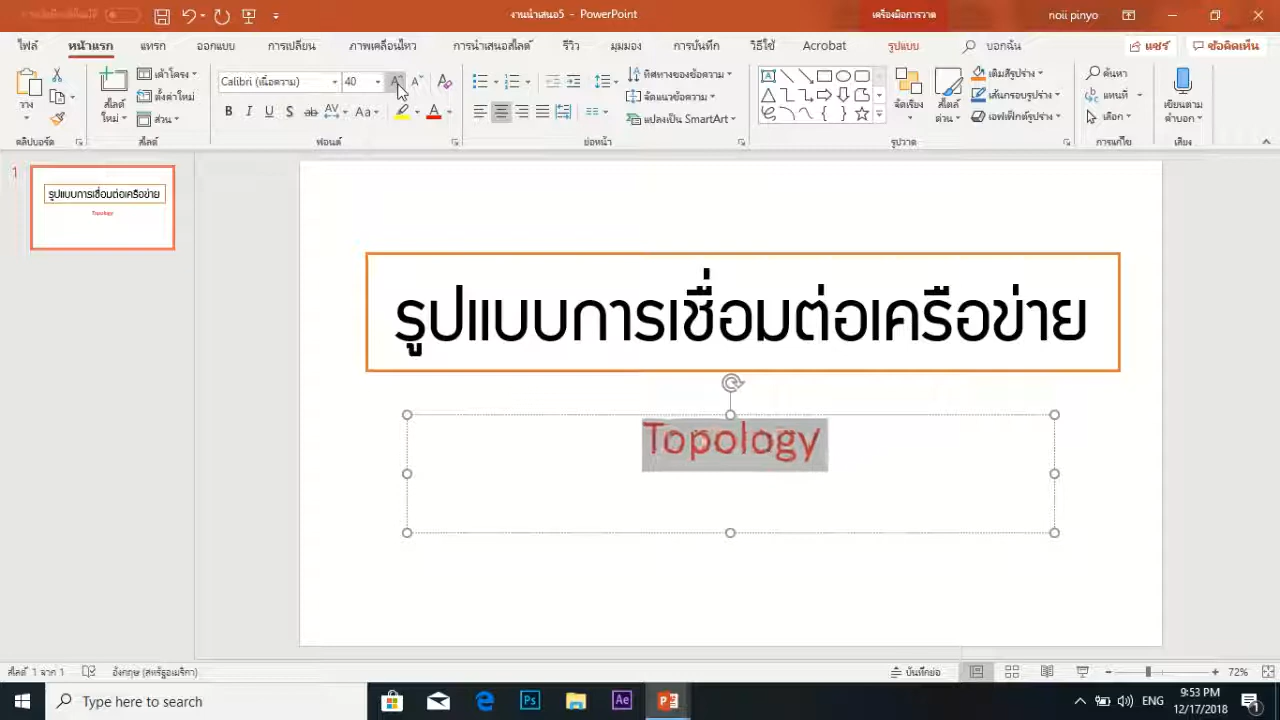 งานนำเสนอ5 - PowerPoint
เครื่องมือการวาด
noii pinyo
ไฟล์ หน้าแรก แทรก ออกแบบ การเปลี่ยน ภาพเคลื่อนไหว การนำเสนอสไลด์ รีวิว มุมมอง การบันทึก วิธีใช้ Acrobat รูปแบบ บอกฉัน แชร์ ข้อคิดเห็น
วาง
สไลด์ใหม่
เค้าโครง
ตั้งค่าใหม่
ส่วน
Calibri (เนื้อความ) 40
B I U S ab AV Aa A
ทิศทางของข้อความ
จัดแนวข้อความ
แปลงเป็น SmartArt
จัดเรียง
สไตล์ด่วน
เติมสีรูปร่าง
เส้นกรอบรูปร่าง
เอฟเฟ็กต์รูปร่าง
ค้นหา
แทนที่
เลือก
เขียนตามคำบอก
คลิปบอร์ด สไลด์ ฟอนต์ ย่อหน้า รูปวาด การแก้ไข เสียง
1
รูปแบบการเชื่อมต่อเครือข่าย
Topology
รูปแบบการเชื่อมต่อเครือข่าย
Topology
สไลด์ 1 จาก 1 อังกฤษ (สหรัฐอเมริกา) บันทึกย่อ 72%
Type here to search
Ps
Ae
ENG
9:53 PM
12/17/2018
1